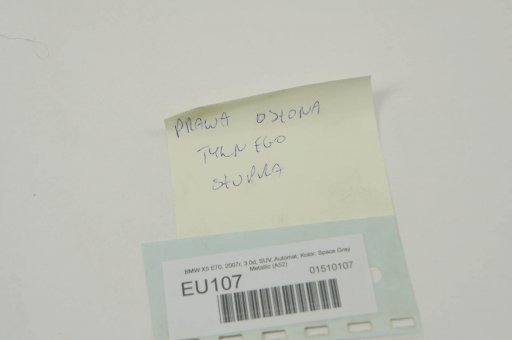 PRAWA OSŁONA
TYLNEGO
SŁUPKA
BMW X5 E70, 2007r, 3.0d, SUV, Automat, Kolor: Space Gray
Metallic (A52)
01510107
EU107